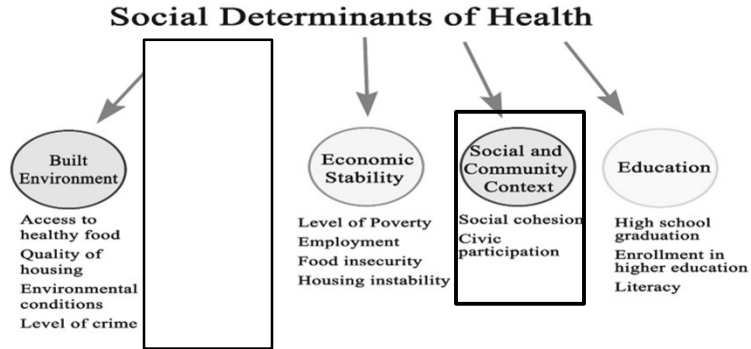 Social Determinants of Health
Built
Environment
Access to
healthy food
Quality of
housing
Environmental
conditions
Level of crime
Economic
Stability
Level of Poverty
Employment
Food insecurity
Housing instability
Social and
Community
Context
Social cohesion
Civic
participation
Education
High school
graduation
Enrollment in
higher education
Literacy